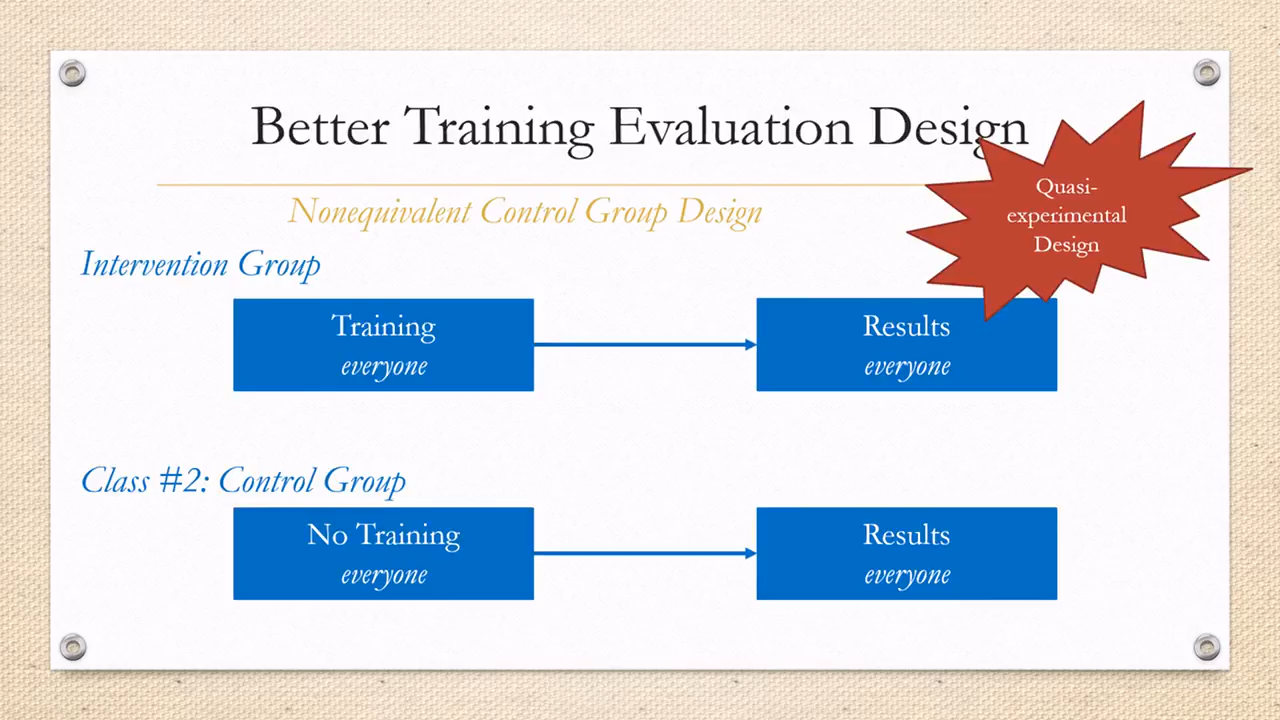 Better Training Evaluation Design
Quasi-
experimental
Design
Nonequivalent Control Group Design
Intervention Group
Training
everyone
Results
everyone
Class #2: Control Group
No Training
everyone
Results
everyone